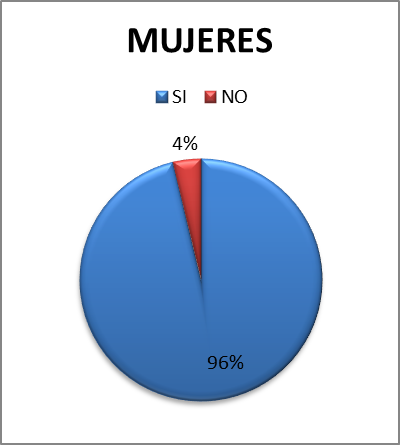 MUJERES
SI NO
4%
96%